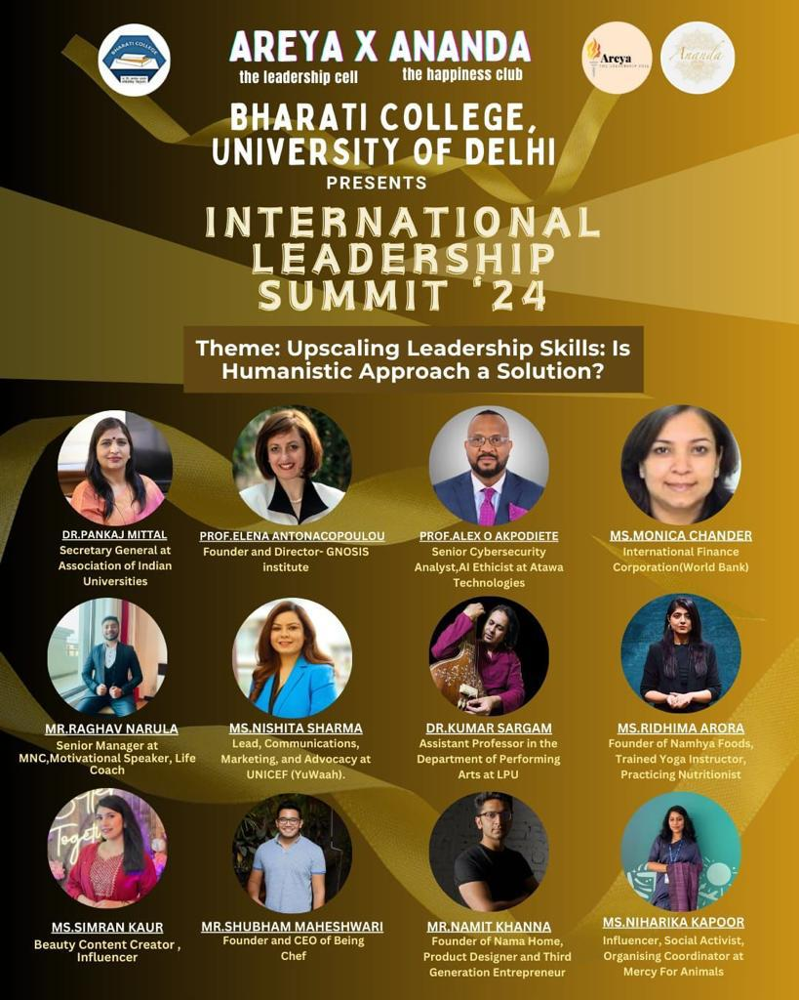 BHARATI COLLEGE
AREYA X ANANDA
the leadership cell
the happiness club
Areya
THE LEADERSHIP CELL
Ananda
BHARATI COLLEGE,
UNIVERSITY OF DELHI
PRESENTS
INTERNATIONAL
LEADERSHIP
SUMMIT ‘24
Theme: Upscaling Leadership Skills: Is
Humanistic Approach a Solution?
DR.PANKAJ MITTAL
Secretary General at
Association of Indian
Universities
PROF.ELENA ANTONACOPOULOU
Founder and Director- GNOSIS
institute
PROF.ALEX O AKPODIETE
Senior Cybersecurity
Analyst,AI Ethicist at Atawa
Technologies
MS.MONICA CHANDER
International Finance
Corporation(World Bank)
MR.RAGHAV NARULA
Senior Manager at
MNC,Motivational Speaker, Life
Coach
MS.NISHITA SHARMA
Lead, Communications,
Marketing, and Advocacy at
UNICEF (YuWaah).
DR.KUMAR SARGAM
Assistant Professor in the
Department of Performing
Arts at LPU
MS.RIDHIMA ARORA
Founder of Namhya Foods,
Trained Yoga Instructor,
Practicing Nutritionist
Together
MS.SIMRAN KAUR
Beauty Content Creator ,
Influencer
MR.SHUBHAM MAHESHWARI
Founder and CEO of Being
Chef
MR.NAMIT KHANNA
Founder of Nama Home,
Product Designer and Third
Generation Entrepreneur
MS.NIHARIKA KAPOOR
Influencer, Social Activist,
Organising Coordinator at
Mercy For Animals